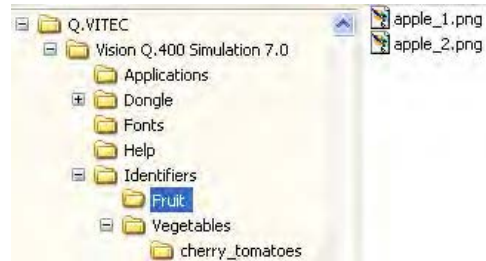 Q.VITEC
Vision Q.400 Simulation 7.0
Applications
Dongle
Fonts
Help
Identifiers
Fruit
Vegetables
cherry_tomatoes
apple_1.png
apple_2.png